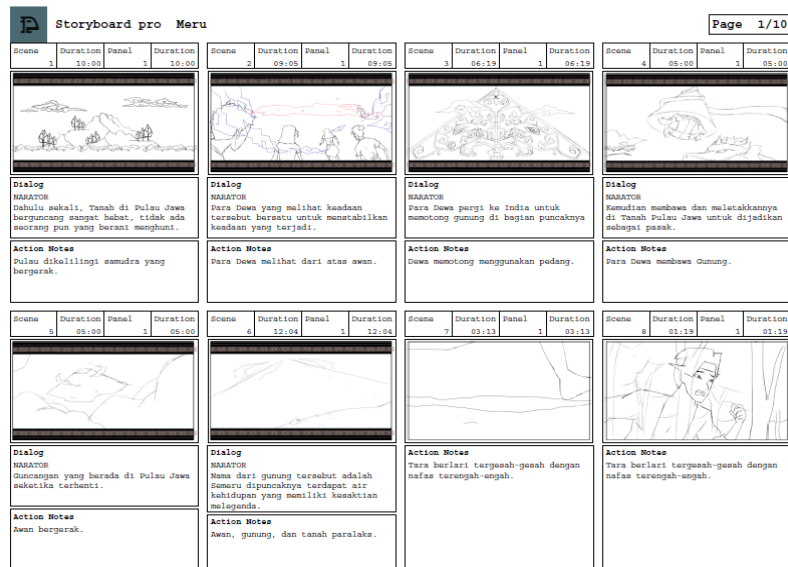 Storyboard pro Meru
Page 1/10
Scene Duration Panel Duration
1 10:00 1 10:00
Dialog
NARATOR
Dahulu sekali, Tanah di Pulau Jawa
berguncang sangat hebat, tidak ada
seorang pun yang berani menghuni.
Action Notes
Pulau dikelilingi samudra yang
bergerak.
Scene Duration Panel Duration
2 09:05 1 09:05
Dialog
NARATOR
Para Dewa yang melihat keadaan
tersebut bersatu untuk menstabilkan
keadaan yang terjadi.
Action Notes
Para Dewa melihat dari atas awan.
Scene Duration Panel Duration
3 06:19 1 06:19
Dialog
NARATOR
Para Dewa pergi ke India untuk
memotong gunung di bagian puncaknya
Action Notes
Dewa memotong menggunakan pedang.
Scene Duration Panel Duration
4 05:00 1 05:00
Dialog
NARATOR
Kemudian membawa dan meletakkannya
di Tanah Pulau Jawa untuk dijadikan
sebagai pasak.
Action Notes
Para Dewa membawa Gunung.
Scene Duration Panel Duration
5 05:00 1 05:00
Dialog
NARATOR
Guncangan yang berada di Pulau Jawa
seketika terhenti.
Action Notes
Awan bergerak.
Scene Duration Panel Duration
6 12:04 1 12:04
Dialog
NARATOR
Nama dari gunung tersebut adalah
Semeru dipuncaknya terdapat air
kehidupan yang memiliki kesaktian
melegenda.
Action Notes
Awan, gunung, dan tanah paralaks.
Scene Duration Panel Duration
7 03:13 1 03:13
Action Notes
Tara berlari tergesah-gesah dengan
nafas terengah-engah.
Scene Duration Panel Duration
8 01:19 1 01:19
Action Notes
Tara berlari tergesah-gesah dengan
nafas terengah-engah.